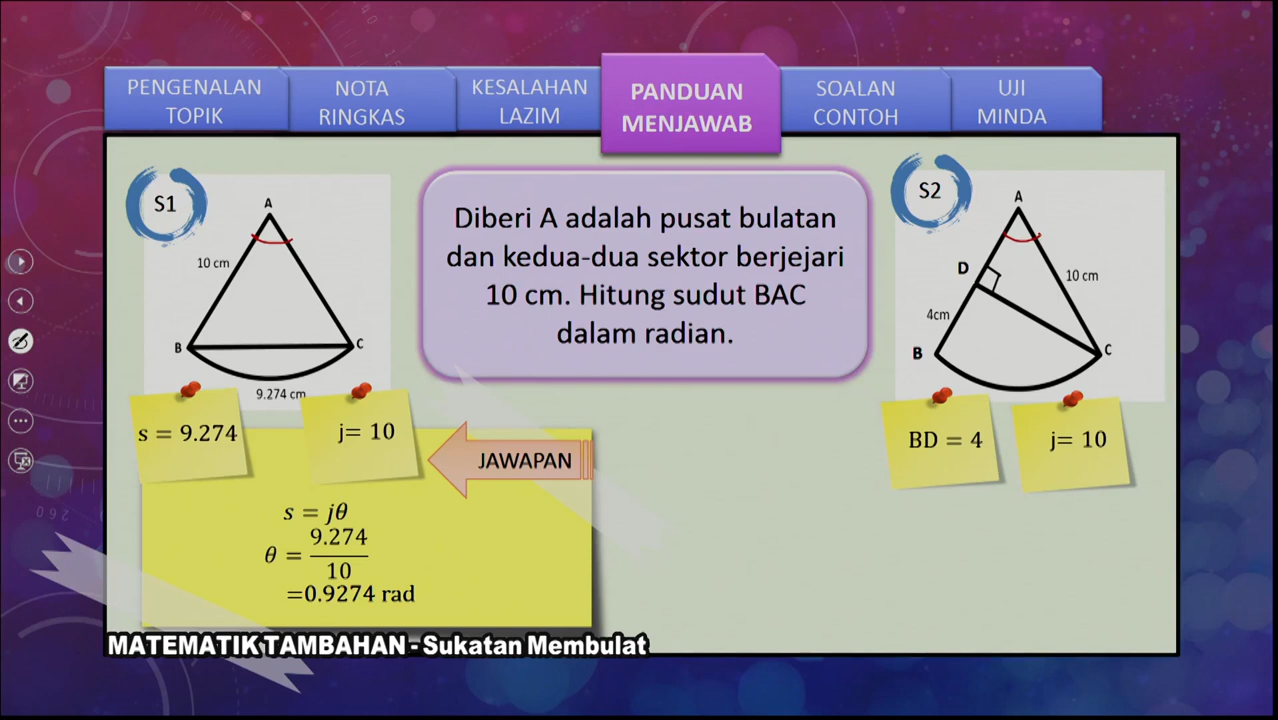 PENGENALAN
TOPIK
NOTA
RINGKAS
KESALAHAN
LAZIM
PANDUAN
MENJAWAB
SOALAN
CONTOH
UJI
MINDA
S1
A
10 cm
B
C
9.274 cm
Diberi A adalah pusat bulatan
dan kedua-dua sektor berjejari
10 cm. Hitung sudut BAC
dalam radian.
S2
A
D
10 cm
4cm
B
C
s = 9.274
j= 10
JAWAPAN
BD = 4
j= 10
s = jθ
θ = 9.274
10
=0.9274 rad
260
MATEMATIK TAMBAHAN - Sukatan Membulat